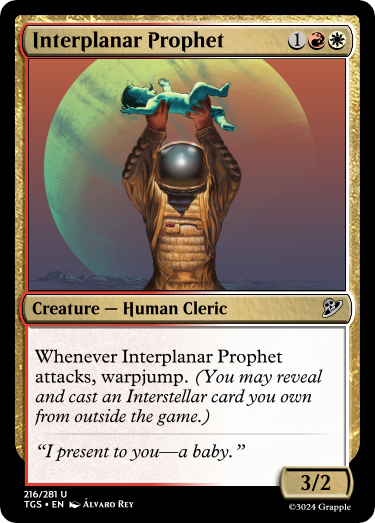 Interplanar Prophet 1
Creature — Human Cleric
Whenever Interplanar Prophet
attacks, warpjump. (You may reveal
and cast an Interstellar card you own
from outside the game.)
“I present to you—a baby.”
3/2
216/281 U
TGS • EN Álvaro Rey
©3024 Grapple